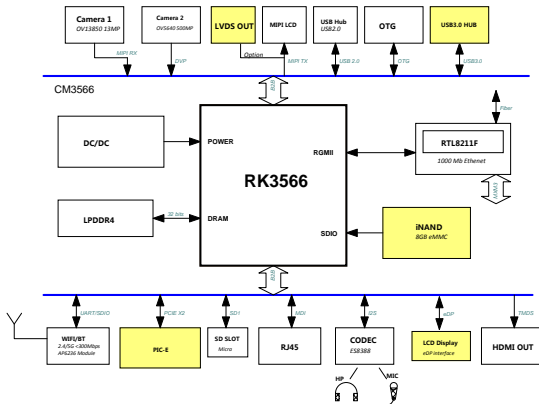 Camera 1
OV13850 13MP
Camera 2
OV5640 500MP
LVDS OUT
MIPI LCD
USB Hub
USB2.0
OTG
USB3.0 HUB
MIPI RX
DVP
Option
MIPI TX
USB 2.0
OTG
USB3.0
B2B
CM3566
DC/DC
POWER
RK3566
RGMII
Fiber
RTL8211F
1000 Mb Ethenet
LPDDR4
32 bits
DRAM
SDIO
iNAND
8GB eMMC
B2B
UART/SDIO
PCIE X2
SD1
MDI
I2S
eDP
TMDS
WIFI/BT
2.4/5G <300Mbps
AP6236 Module
PIC-E
SD SLOT
Micro
RJ45
CODEC
ES8388
LCD Display
eDP interface
HDMI OUT
HP
MIC